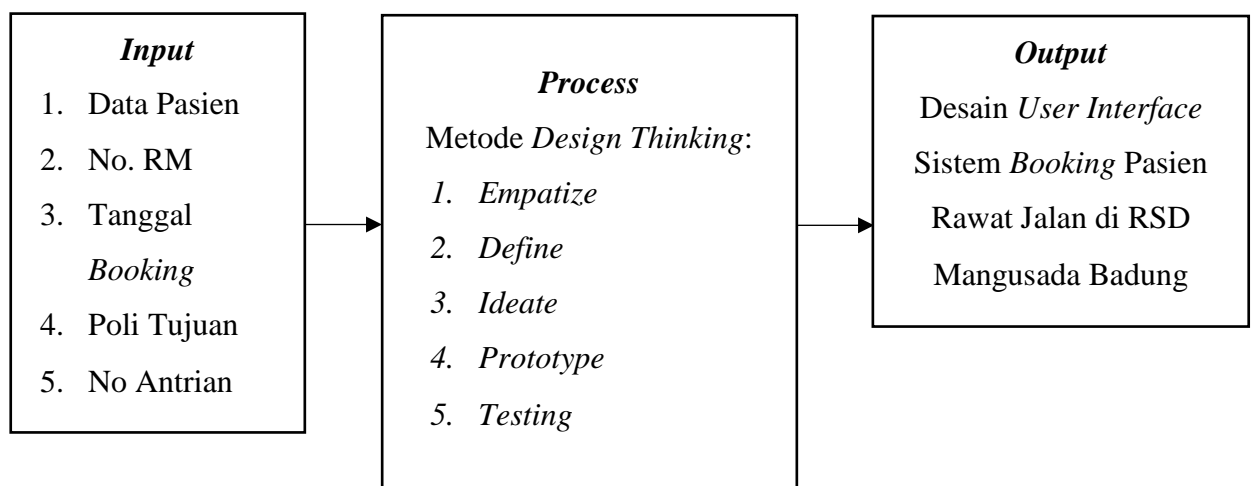 Input
1. Data Pasien
2. No. RM
3. Tanggal
Booking
4. Poli Tujuan
5. No Antrian
Process
Metode Design Thinking:
1. Empatize
2. Define
3. Ideate
4. Prototype
5. Testing
Output
Desain User Interface
Sistem Booking Pasien
Rawat Jalan di RSD
Mangusada Badung